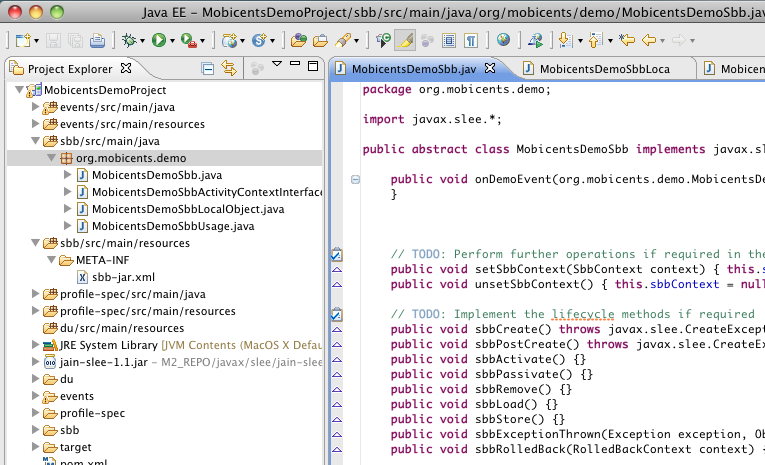 Java EE - MobicentsDemoProject/sbb/src/main/java/org/mobicents/demo/MobicentsDemoSbb.jav
Project Explorer
MobicentsDemoProject
events/src/main/java
events/src/main/resources
sbb/src/main/java
org.mobicents.demo
MobicentsDemoSbb.java
MobicentsDemoSbbActivityContextInterfac
MobicentsDemoSbbLocalObject.java
MobicentsDemoSbbUsage.java
sbb/src/main/resources
META-INF
sbb-jar.xml
profile-spec/src/main/java
profile-spec/src/main/resources
du/src/main/resources
JRE System Library [JVM Contents (MacOS X Defau
jain-slee-1.1.jar - M2_REPO/javax/slee/jain-slee
du
events
profile-spec
sbb
target
pom.xml
MobicentsDemoSbb.jav
MobicentsDemoSbbLoca
Mobicen
package org.mobicents.demo;
import javax.slee.*;
public abstract class MobicentsDemoSbb implements javax.sl
public void onDemoEvent(org.mobicents.demo.MobicentsDe
}
// TODO: Perform further operations if required in the
public void setSbbContext(SbbContext context) { this.s
public void unsetSbbContext() { this.sbbContext = null
// TODO: Implement the lifecycle methods if required
public void sbbCreate() throws javax.slee.CreateExcept
public void sbbPostCreate() throws javax.slee.CreateEx
public void sbbActivate() {}
public void sbbPassivate() {}
public void sbbRemove() {}
public void sbbLoad() {}
public void sbbStore() {}
public void sbbExceptionThrown(Exception exception, Ob
public void sbbRolledBack(RolledBackContext context) {